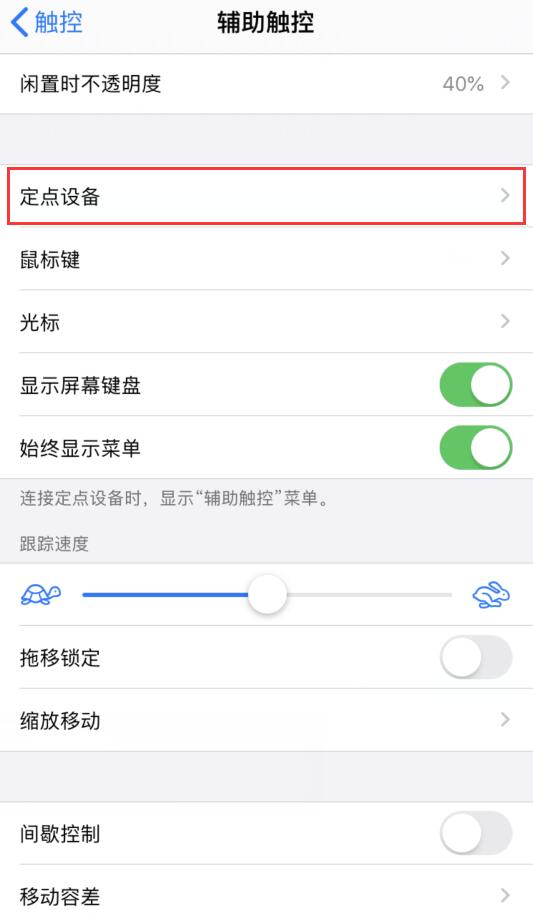 触控 辅助触控
闲置时不透明度 40%
定点设备
鼠标键
光标
显示屏幕键盘
始终显示菜单
连接定点设备时，显示“辅助触控”菜单。
跟踪速度
拖移锁定
缩放移动
间歇控制
移动容差